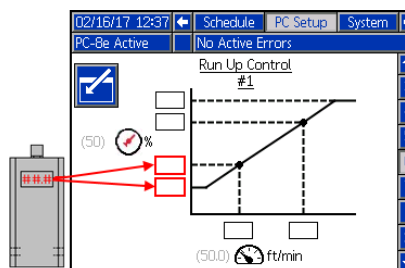 02/16/17 12:37 Schedule PC Setup System
PC-8e Active No Active Errors
Run Up Control
#1
(50) %
##.#
(50.0) ft/min